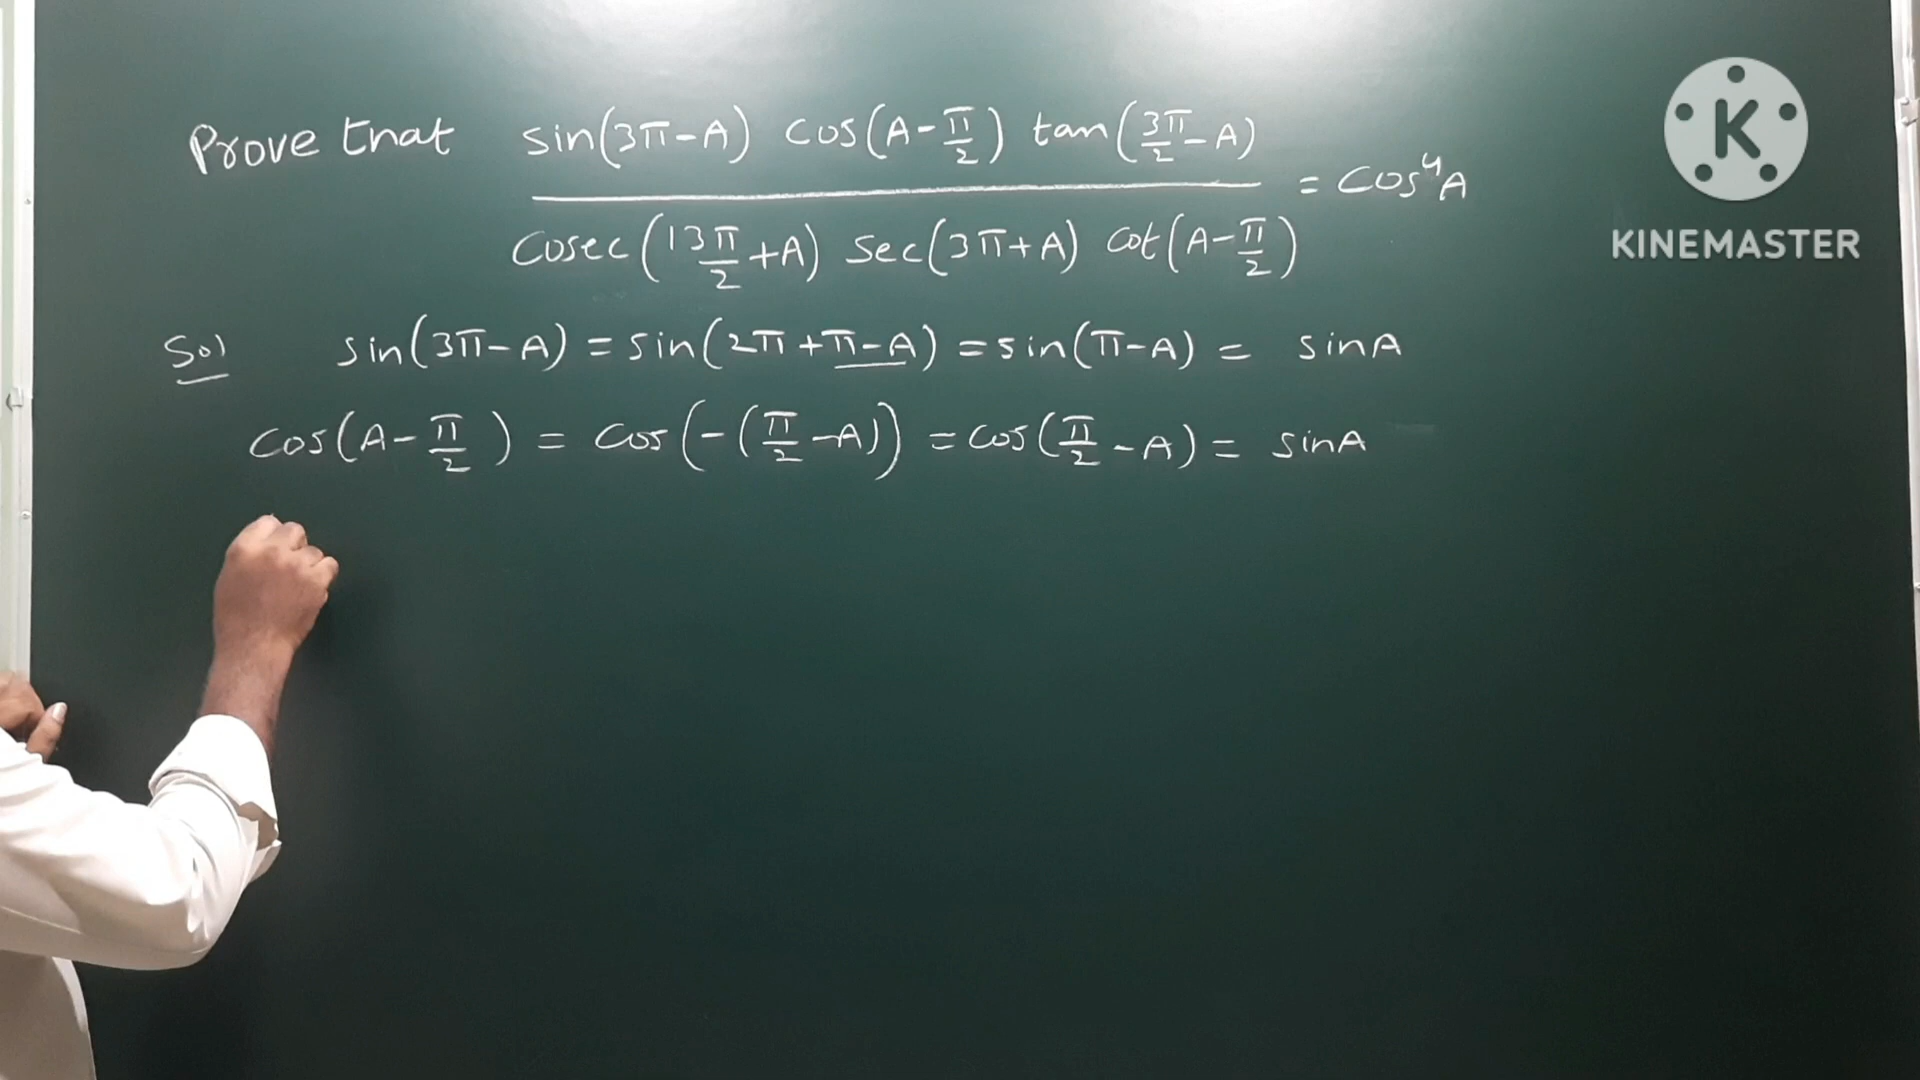 Prove that sin(3π-A) cos(A-π/2) tan(3π/2-A)
cosec(13π/2+A) sec(3π+A) cot(A-π/2)
= cos⁴A
Sol sin(3π-A) = sin(2π+π-A) = sin(π-A) = sinA
cos(A-π/2) = cos(-(π/2-A)) = cos(π/2-A) = sinA
K
KINEMASTER